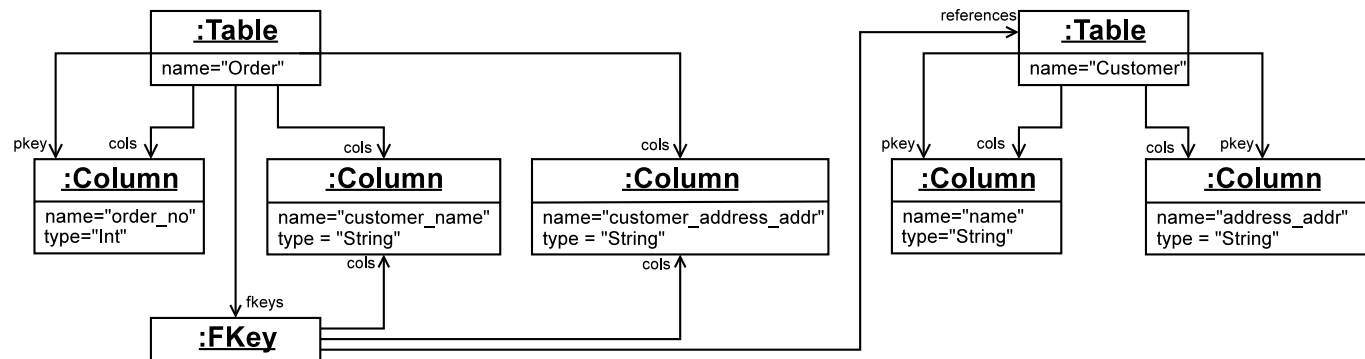 references
:Table
:Table
name="Order"
name="Customer"
pkey
cols
cols
cols
pkey
cols
cols
pkey
:Column
:Column
:Column
:Column
:Column
name="order_no"
type="Int"
name="customer_name"
type = "String"
name="customer_address_addr"
type = "String"
name="name"
type="String"
name="address_addr"
type = "String"
cols
cols
fkeys
:FKey